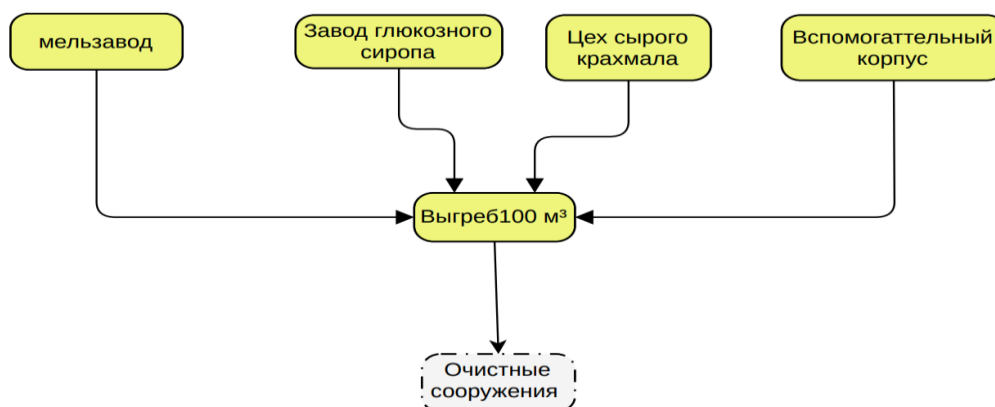 мельзавод
Завод глюкозного
сиропа
Цех сырого
крахмала
Вспомогаттельный
корпус
Выгреб100 м³
Очистные
сооружения